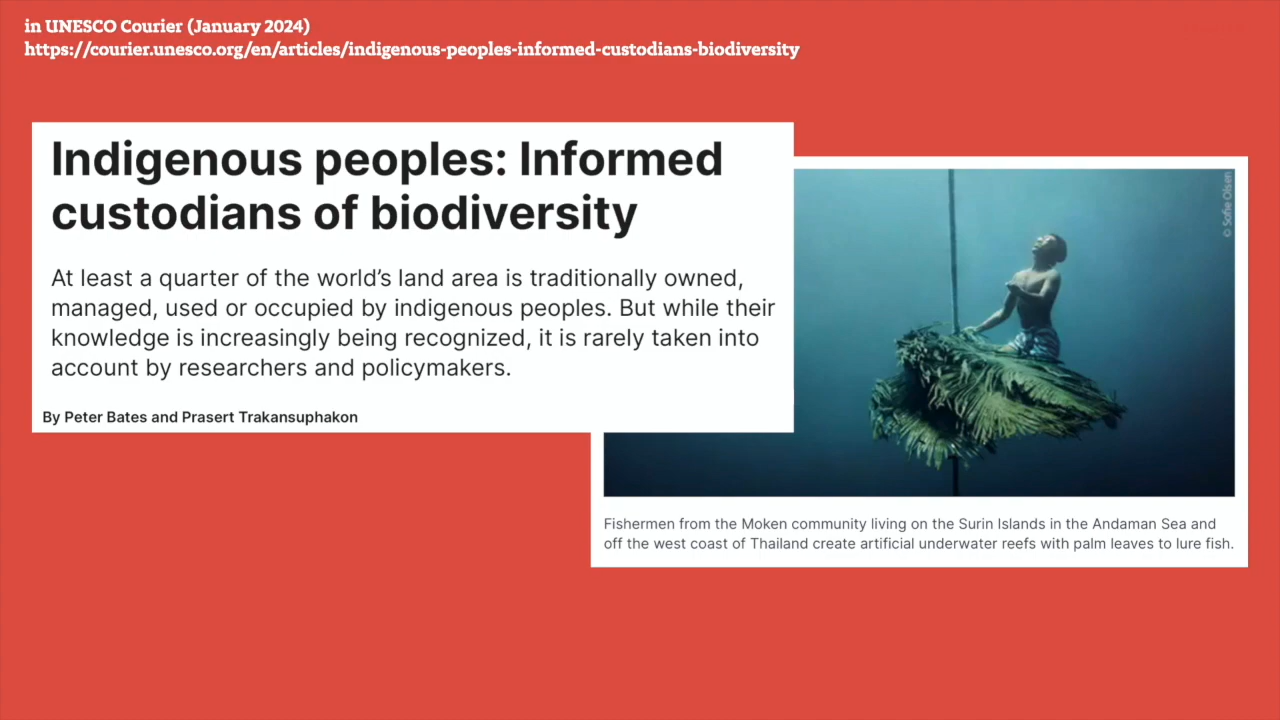 in UNESCO Courier (January 2024)
https://courier.unesco.org/en/articles/indigenous-peoples-informed-custodians-biodiversity
Indigenous peoples: Informed
custodians of biodiversity
At least a quarter of the world’s land area is traditionally owned,
managed, used or occupied by indigenous peoples. But while their
knowledge is increasingly being recognized, it is rarely taken into
account by researchers and policymakers.
By Peter Bates and Prasert Trakansuphakon
© Sofie Olsen
Fishermen from the Moken community living on the Surin Islands in the Andaman Sea and
off the west coast of Thailand create artificial underwater reefs with palm leaves to lure fish.